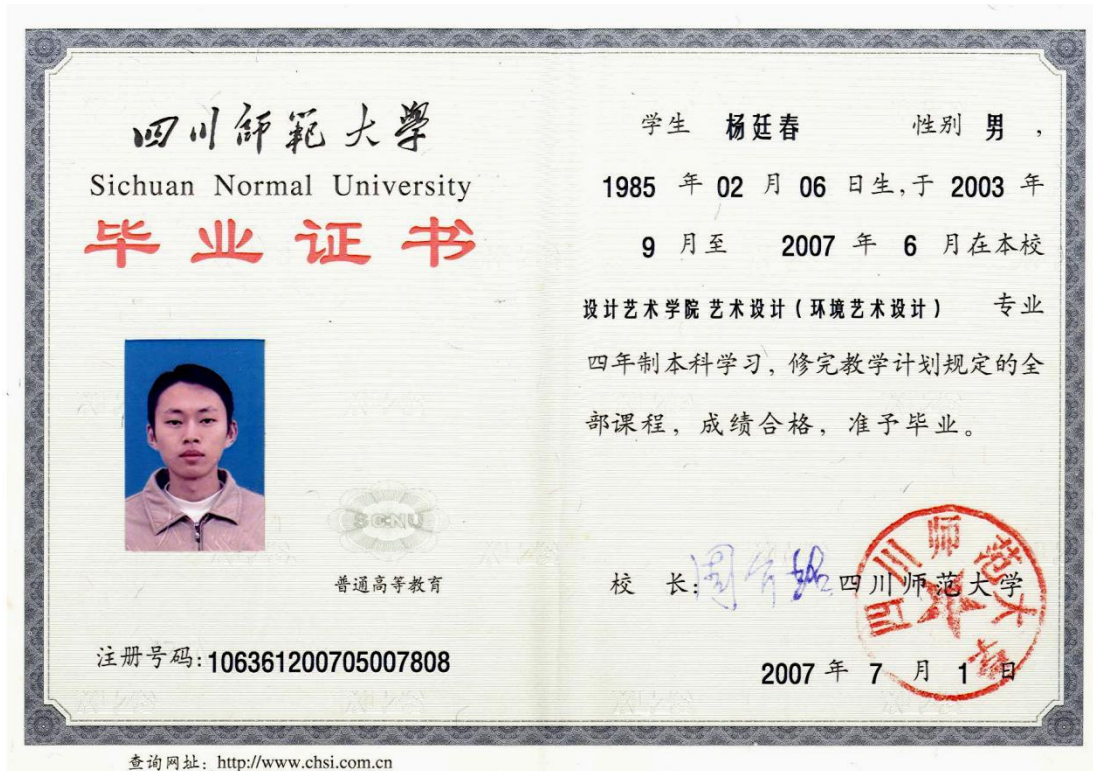 四川師範大學
Sichuan Normal University
毕业证书
SCNU
普通高等教育
注册号码:106361200705007808
学生 杨廷春 性别 男 ,
1985 年 02 月 06 日生,于 2003 年
9 月至 2007 年 6 月在本校
设计艺术学院 艺术设计(环境艺术设计) 专业
四年制本科学习, 修完教学计划规定的全
部课程, 成绩合格, 准予毕业。
校 长: 四川师范大学
四川师范大学
2007 年 7 月 1 日
查询网址: http://www.chsi.com.cn